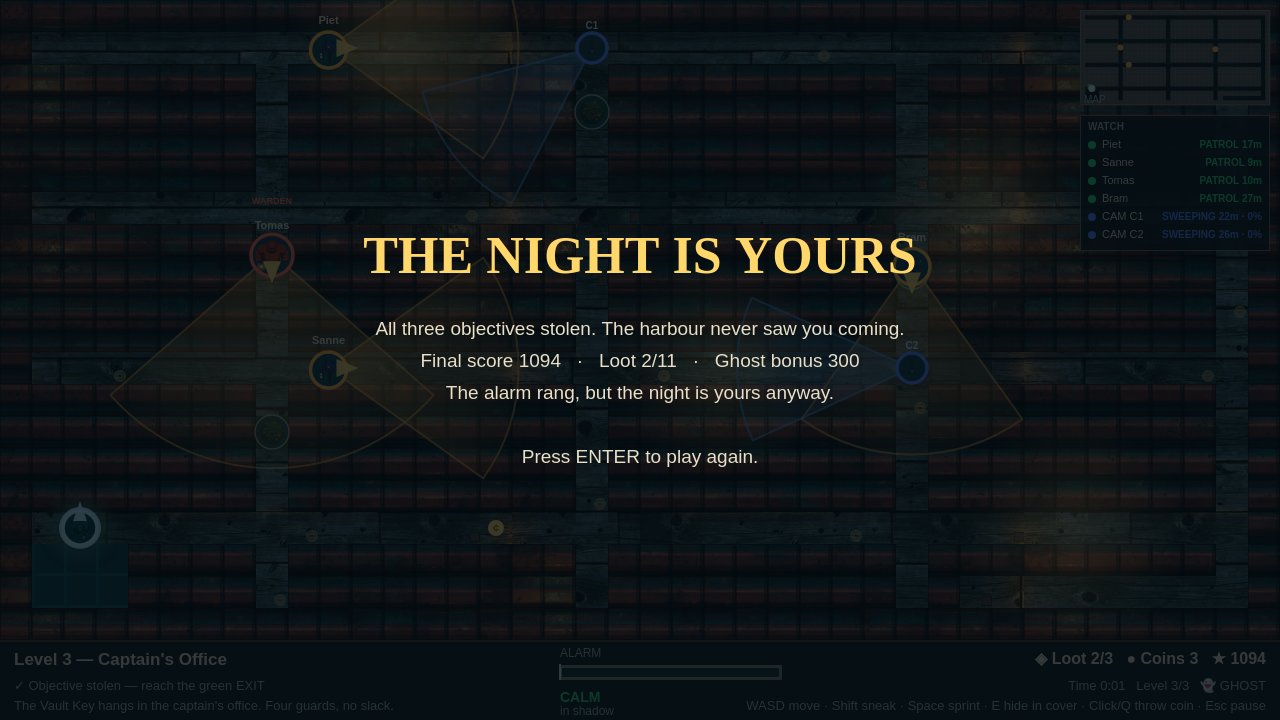 Piet
C1
MAP
WATCH
Piet PATROL 17m
Sanne PATROL 9m
Tomas PATROL 10m
Bram PATROL 27m
CAM C1 SWEEPING 22m · 0%
CAM C2 SWEEPING 26m · 0%
WARDEN
Tomas
Bram
THE NIGHT IS YOURS
All three objectives stolen. The harbour never saw you coming.
Sanne
C2
Final score 1094 · Loot 2/11 · Ghost bonus 300
The alarm rang, but the night is yours anyway.
Press ENTER to play again.
Level 3 — Captain's Office
✓ Objective stolen — reach the green EXIT
The Vault Key hangs in the captain's office. Four guards, no slack.
ALARM
CALM
in shadow
◈ Loot 2/3 ● Coins 3 ★ 1094
Time 0:01 Level 3/3 👻 GHOST
WASD move · Shift sneak · Space sprint · E hide in cover · Click/Q throw coin · Esc pause